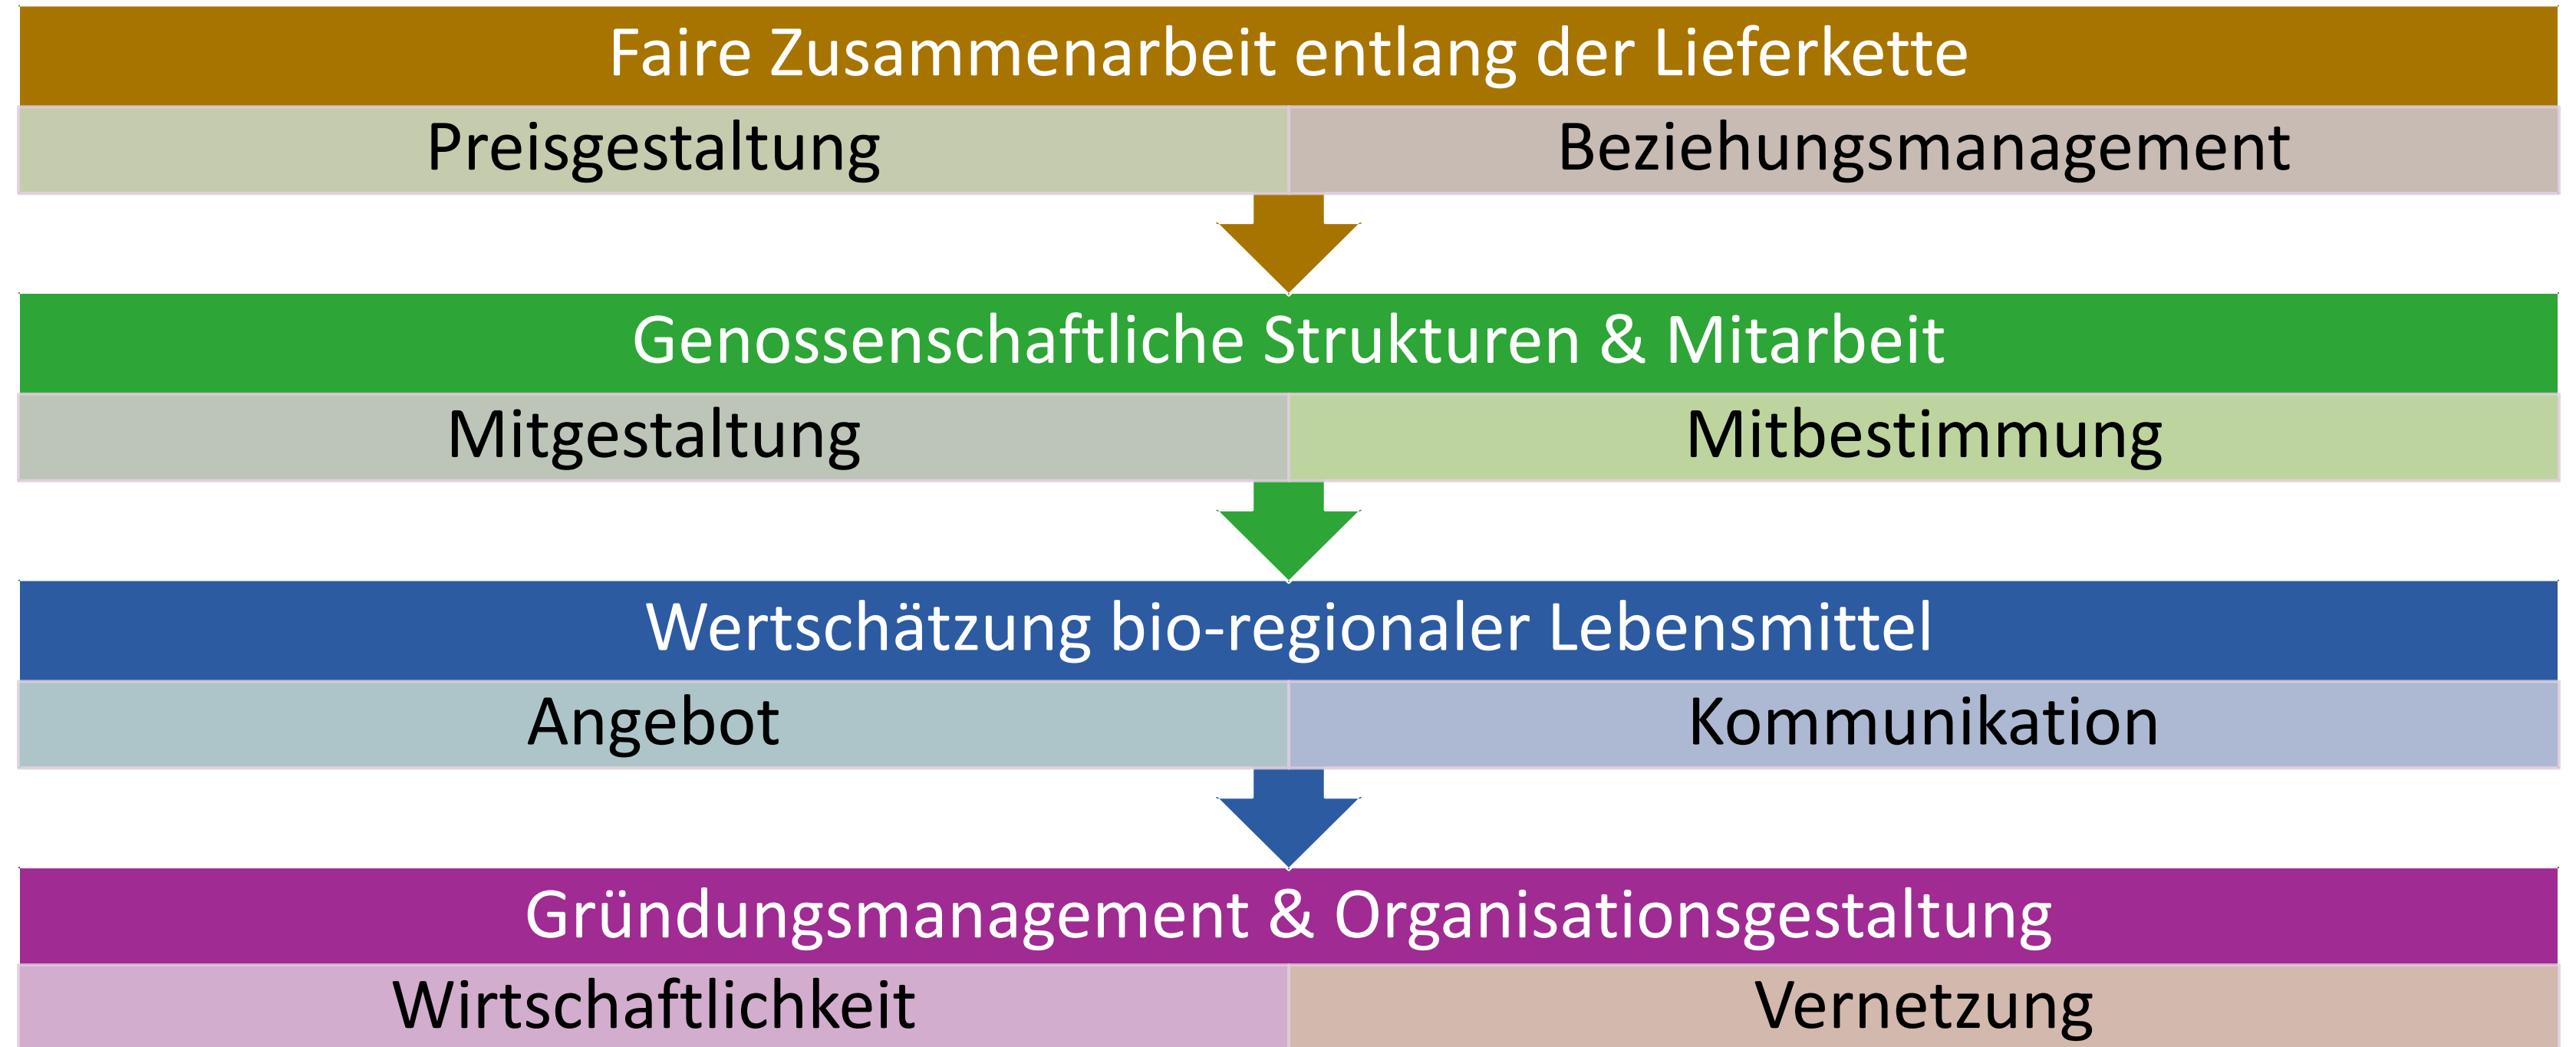 Faire Zusammenarbeit entlang der Lieferkette
Preisgestaltung
Beziehungsmanagement
Genossenschaftliche Strukturen & Mitarbeit
Mitgestaltung
Mitbestimmung
Wertschätzung bio-regionaler Lebensmittel
Angebot
Kommunikation
Gründungsmanagement & Organisationsgestaltung
Wirtschaftlichkeit
Vernetzung